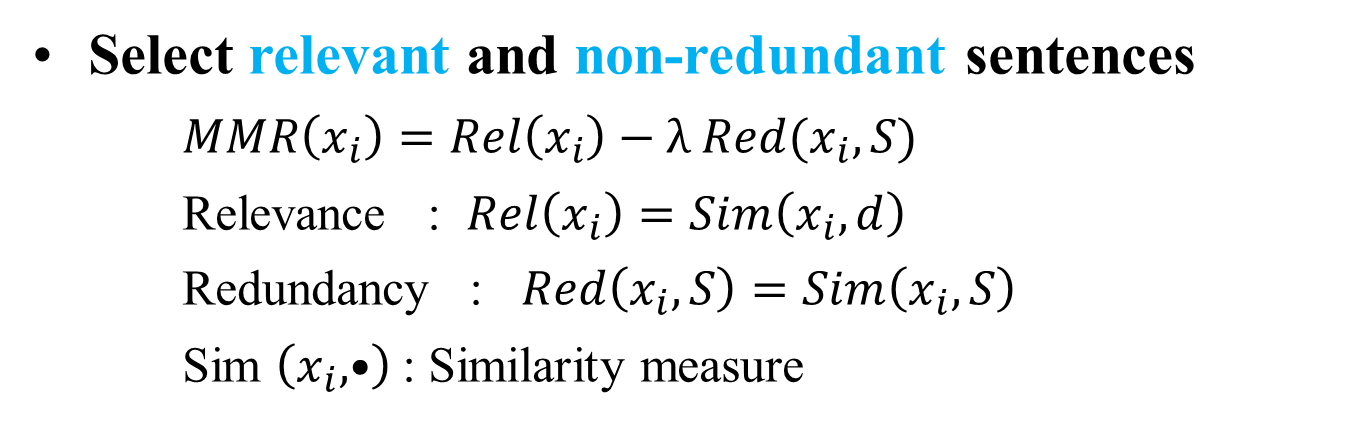 • Select relevant and non-redundant sentences
𝑀𝑀𝑅(𝑥ᵢ) = 𝑅𝑒𝑙(𝑥ᵢ) − λ 𝑅𝑒𝑑(𝑥ᵢ, 𝑆)
Relevance : 𝑅𝑒𝑙(𝑥ᵢ) = 𝑆𝑖𝑚(𝑥ᵢ, 𝑑)
Redundancy : 𝑅𝑒𝑑(𝑥ᵢ, 𝑆) = 𝑆𝑖𝑚(𝑥ᵢ, 𝑆)
Sim (𝑥ᵢ,•) : Similarity measure